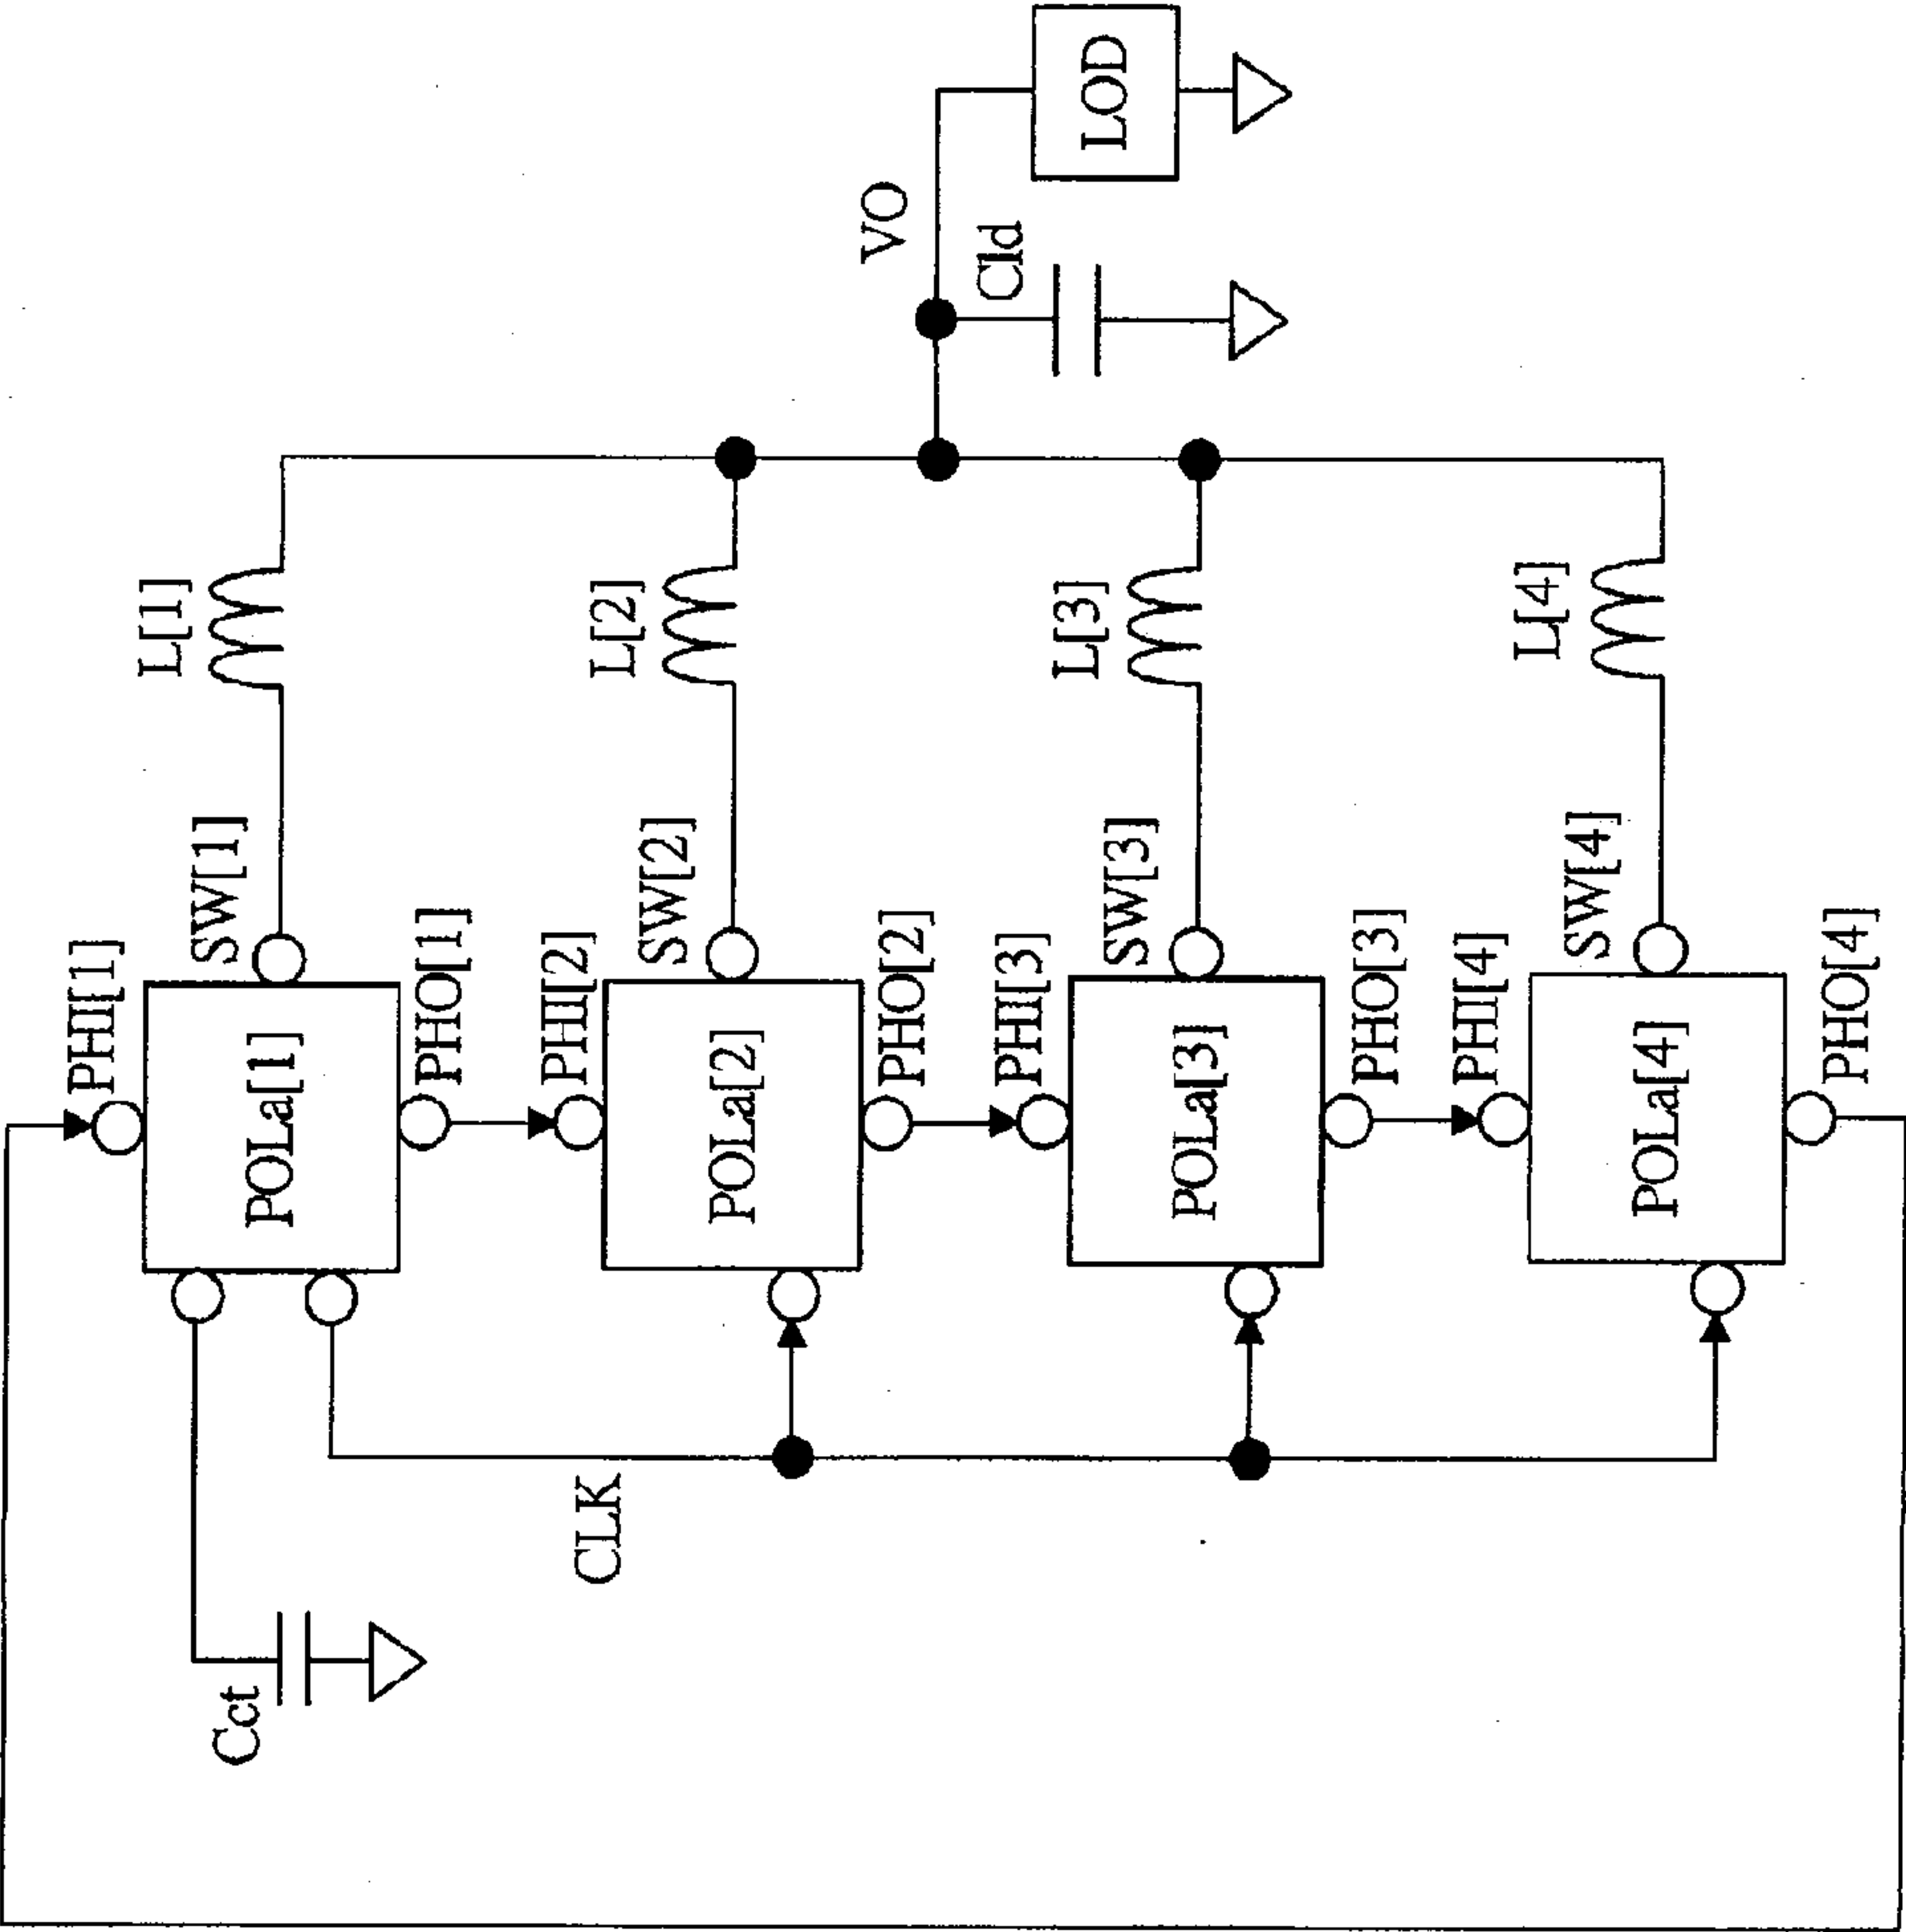 PHI[1]
SW[1]
L[1]
POLa[1]
PHO[1]
Cct
CLK
PHI[2]
SW[2]
L[2]
POLa[2]
PHO[2]
VO
Cld
LOD
PHI[3]
SW[3]
L[3]
POLa[3]
PHO[3]
PHI[4]
SW[4]
L[4]
POLa[4]
PHO[4]